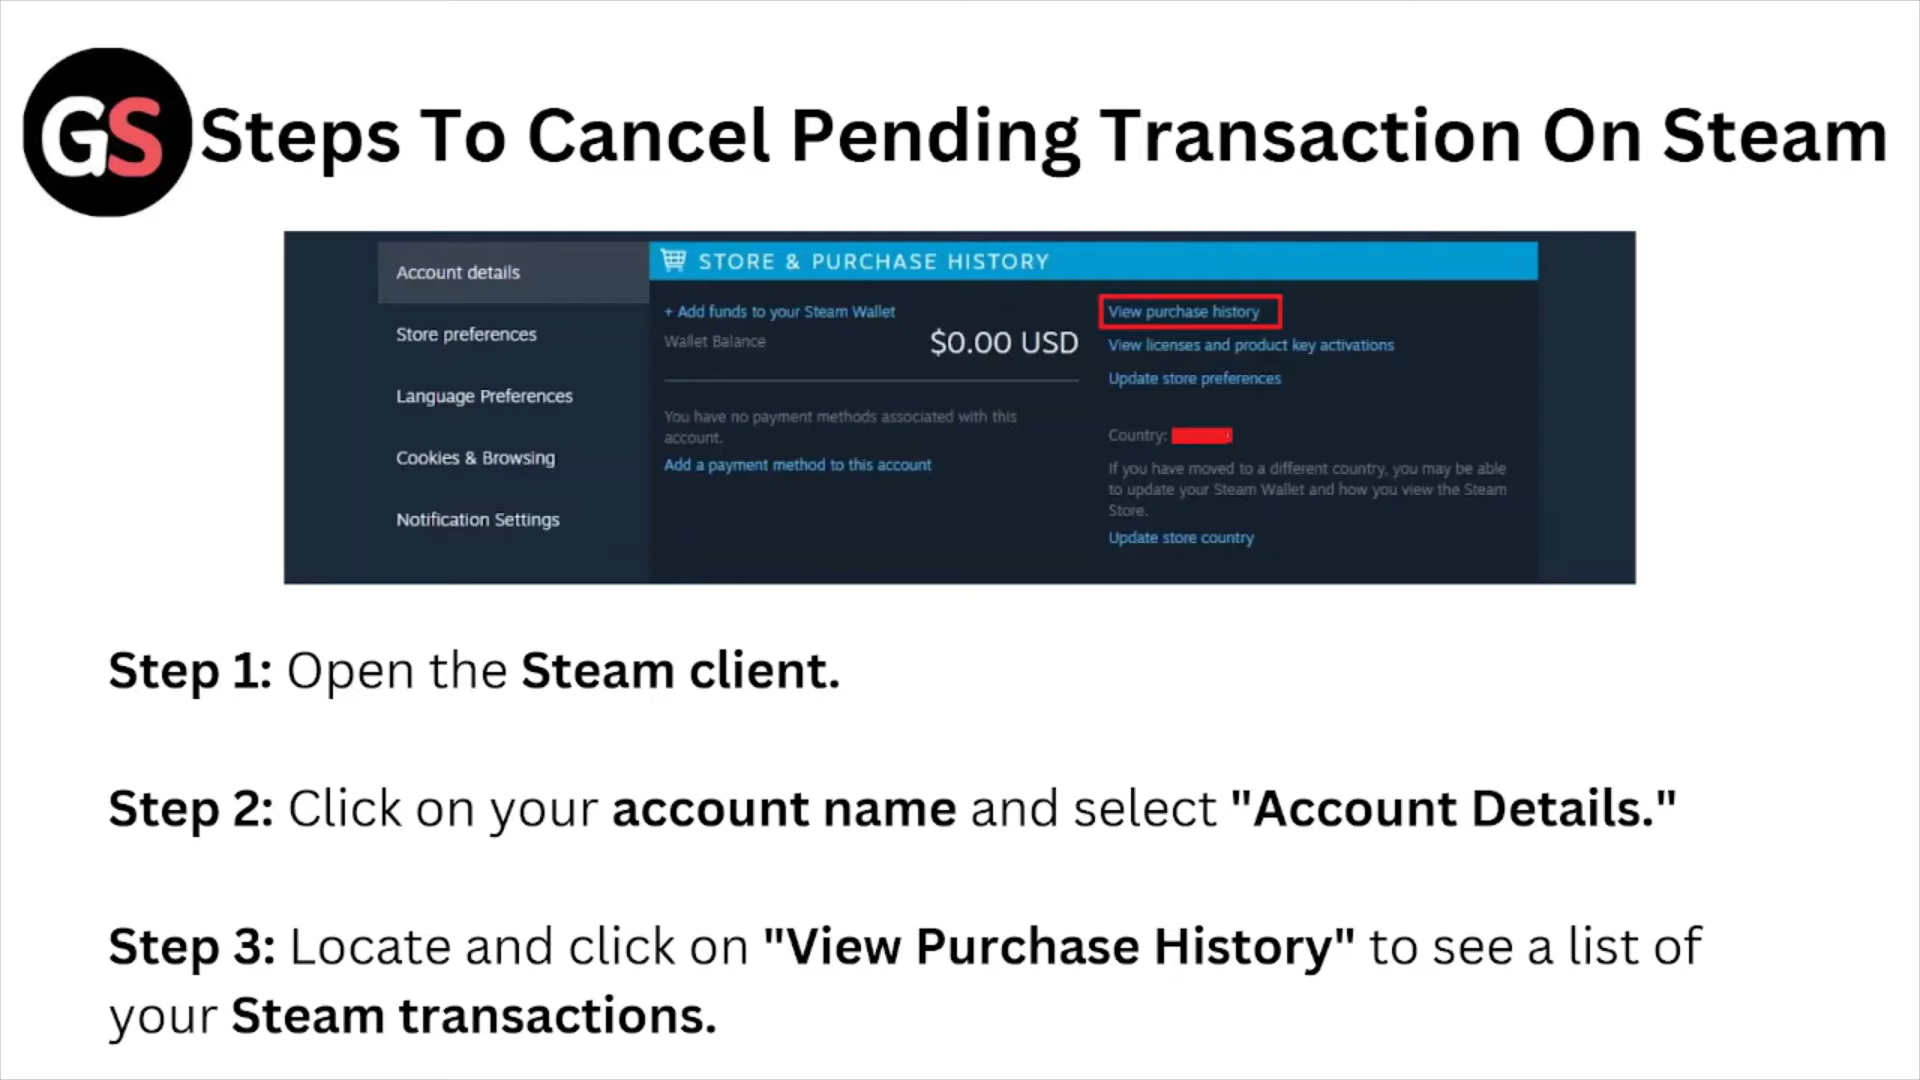 GS
Steps To Cancel Pending Transaction On Steam
Account details
Store preferences
Language Preferences
Cookies & Browsing
Notification Settings
STORE & PURCHASE HISTORY
+ Add funds to your Steam Wallet
Wallet Balance
$0.00 USD
You have no payment methods associated with this
account.
Add a payment method to this account
View purchase history
View licenses and product key activations
Update store preferences
Country:
If you have moved to a different country, you may be able
to update your Steam Wallet and how you view the Steam
Store.
Update store country
Step 1: Open the Steam client.
Step 2: Click on your account name and select "Account Details."
Step 3: Locate and click on "View Purchase History" to see a list of
your Steam transactions.